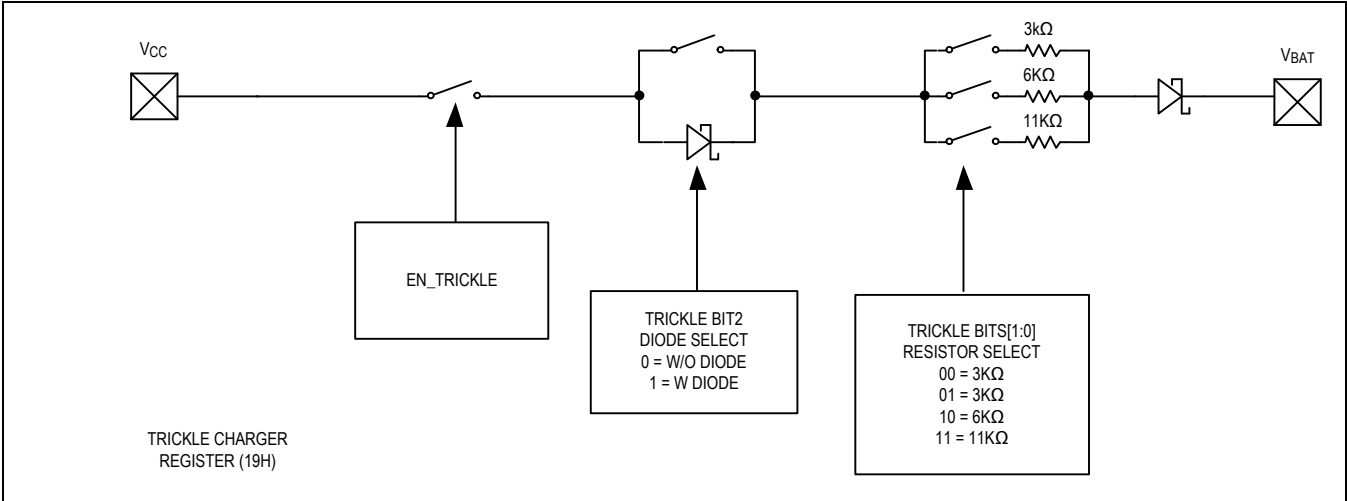 VCC
3kΩ
VBAT
6KΩ
11KΩ
EN_TRICKLE
TRICKLE BIT2
DIODE SELECT
0 = W/O DIODE
1 = W DIODE
TRICKLE BITS[1:0]
RESISTOR SELECT
00 = 3KΩ
01 = 3KΩ
10 = 6KΩ
11 = 11KΩ
TRICKLE CHARGER
REGISTER (19H)